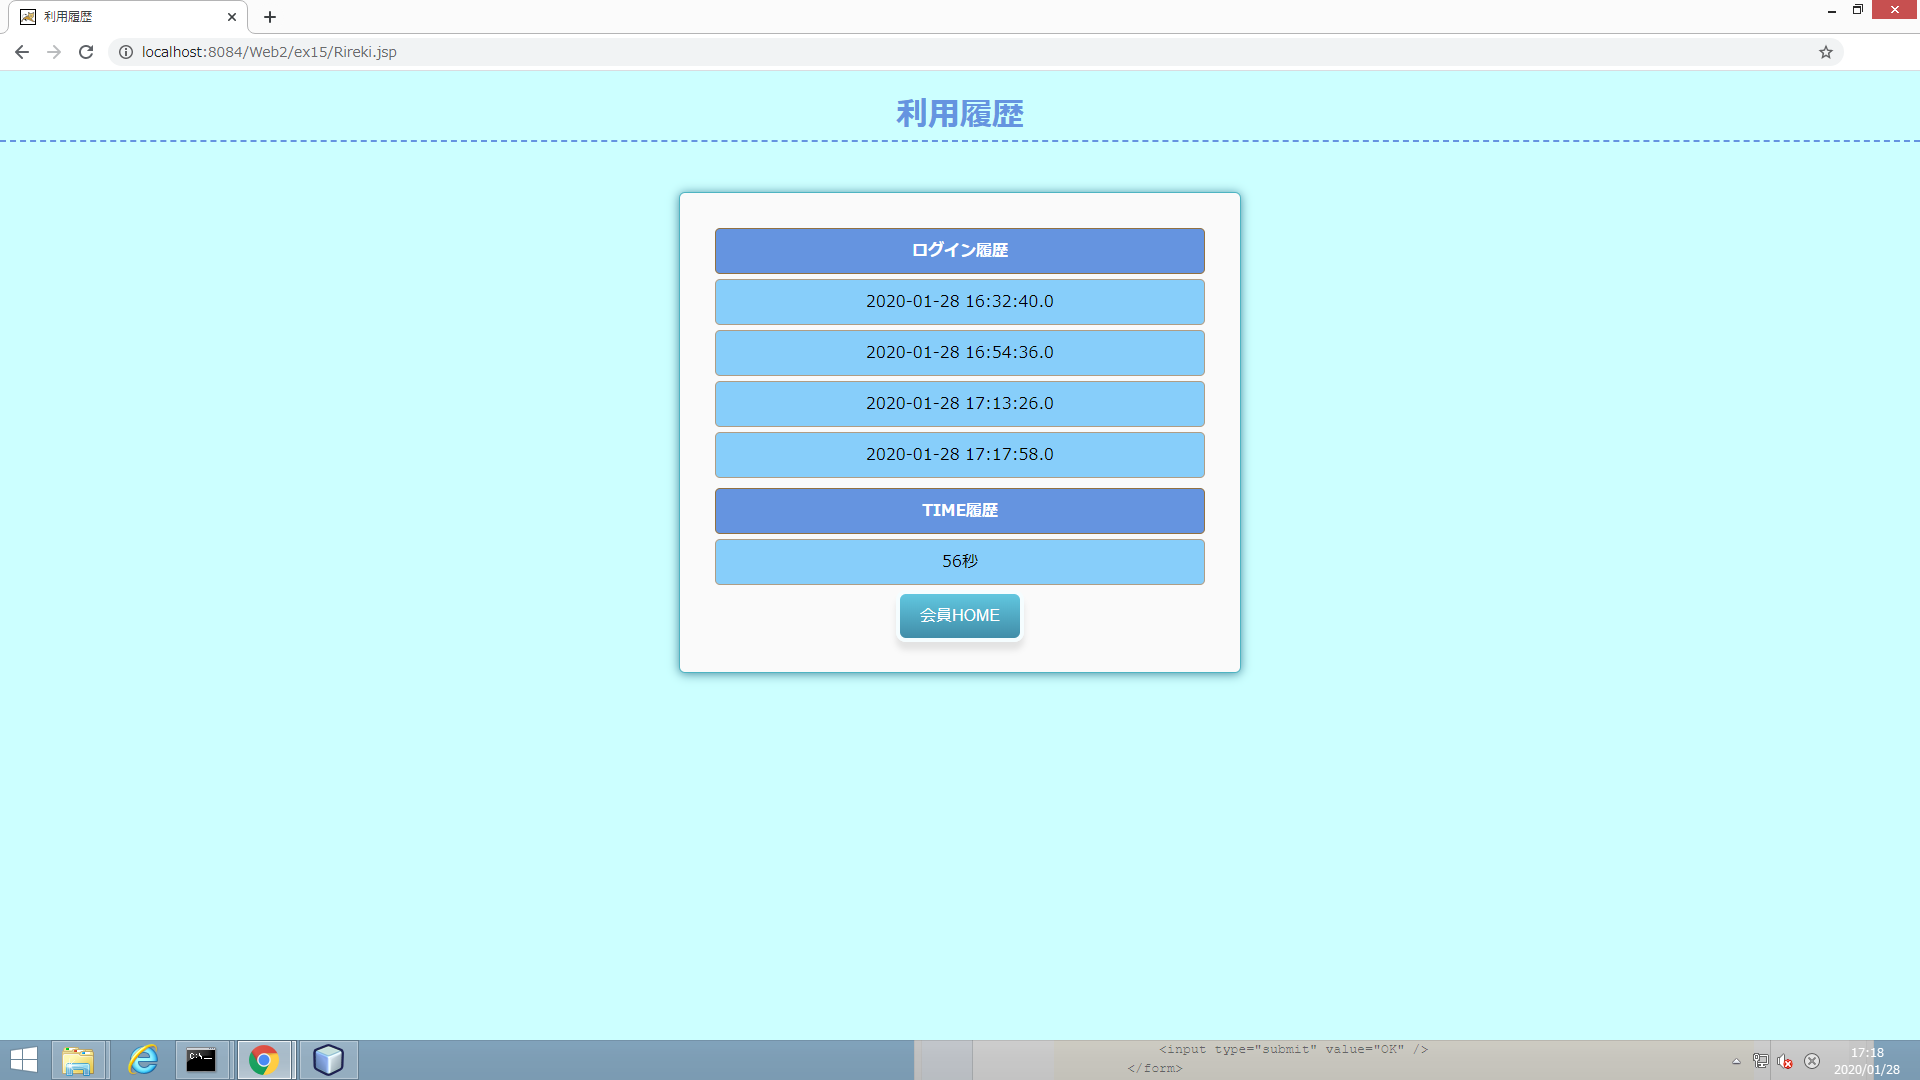 利用履歴
localhost:8084/Web2/ex15/Rireki.jsp
利用履歴
ログイン履歴
2020-01-28 16:32:40.0
2020-01-28 16:54:36.0
2020-01-28 17:13:26.0
2020-01-28 17:17:58.0
TIME履歴
56秒
会員HOME
<input type="submit" value="OK" />
</form>
C:\_
17:18
2020/01/28